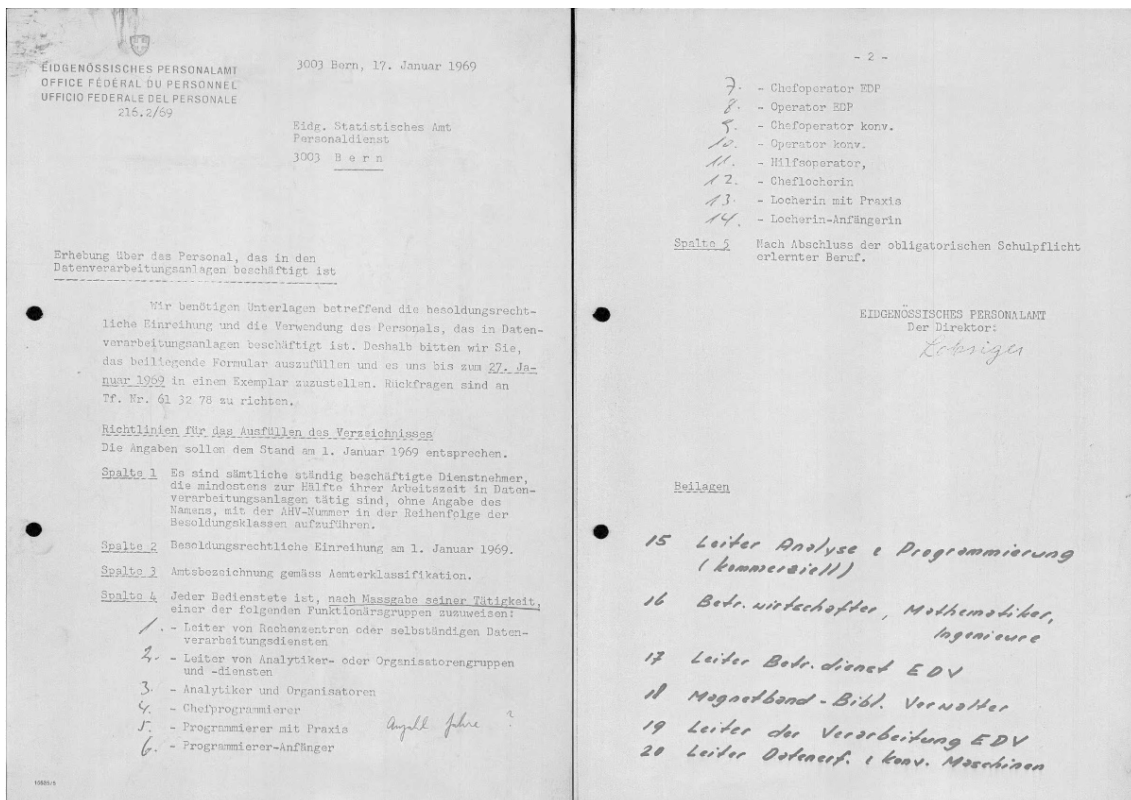 EIDGENÖSSISCHES PERSONALAMT
OFFICE FÉDÉRAL DU PERSONNEL
UFFICIO FEDERALE DEL PERSONALE
216.2/69
3003 Bern, 17. Januar 1969
Eidg. Statistisches Amt
Personaldienst
3003 Bern
Erhebung über das Personal, das in den
Datenverarbeitungsanlagen beschäftigt ist
Wir benötigen Unterlagen betreffend die besoldungsrecht-
liche Einreihung und die Verwendung des Personals, das in Daten-
verarbeitungsanlagen beschäftigt ist. Deshalb bitten wir Sie,
das beiliegende Formular auszufüllen und es uns bis zum 27. Ja-
nuar 1969 in einem Exemplar zuzustellen. Rückfragen sind an
Tf. Nr. 61 32 78 zu richten.
Richtlinien für das Ausfüllen des Verzeichnisses
Die Angaben sollen dem Stand am 1. Januar 1969 entsprechen.
Spalte 1 Es sind sämtliche ständig beschäftigte Dienstnehmer,
die mindestens zur Hälfte ihrer Arbeitszeit in Daten-
verarbeitungsanlagen tätig sind, ohne Angabe des
Namens, mit der AHV-Nummer in der Reihenfolge der
Besoldungsklassen aufzuführen.
Spalte 2 Besoldungsrechtliche Einreihung am 1. Januar 1969.
Spalte 3 Amtsbezeichnung gemäss Aemterklassifikation.
Spalte 4 Jeder Bedienstete ist, nach Massgabe seiner Tätigkeit,
einer der folgenden Funktionärsgruppen zuzuweisen:
1. - Leiter von Rechenzentren oder selbständigen Daten-
verarbeitungsdiensten
2. - Leiter von Analytiker- oder Organisatorengruppen
und -diensten
3. - Analytiker und Organisatoren
4. - Chefprogrammierer
5. - Programmierer mit Praxis Anzahl Jahre ?
6. - Programmierer-Anfänger
10695/5
- 2 -
7. - Chefoperator EDP
8. - Operator EDP
9. - Chefoperator konv.
10. - Operator konv.
11. - Hilfsoperator,
12. - Cheflocherin
13. - Locherin mit Praxis
14. - Locherin-Anfängerin
Spalte 5 Nach Abschluss der obligatorischen Schulpflicht
erlernter Beruf.
EIDGENÖSSISCHES PERSONALAMT
Der Direktor:
Lobsiger
Beilagen
15 Leiter Analyse & Programmierung
(kommerziell)
16 Betr. wirtschafter, Mathematiker,
Ingenieure
17 Leiter Betr. dienst EDV
18 Magnetband-Bibl. Verwalter
19 Leiter der Verarbeitung EDV
20 Leiter Datenerf. & konv. Maschinen